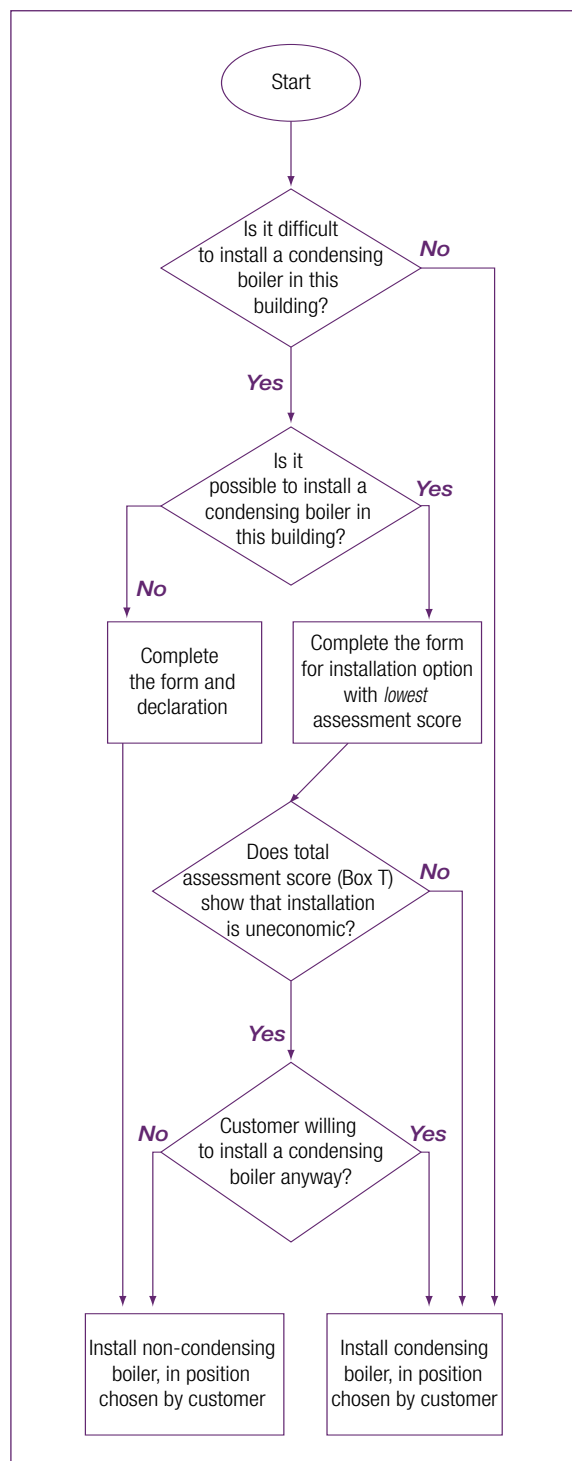 Start
Is it difficult
to install a condensing
boiler in this
building?
No
Yes
Is it
possible to install a
condensing boiler in
this building?
Yes
No
Complete
the form and
declaration
Complete the form
for installation option
with lowest
assessment score
Does total
assessment score (Box T)
show that installation
is uneconomic?
No
Yes
Customer willing
to install a condensing
boiler anyway?
No
Yes
Install non-condensing
boiler, in position
chosen by customer
Install condensing
boiler, in position
chosen by customer